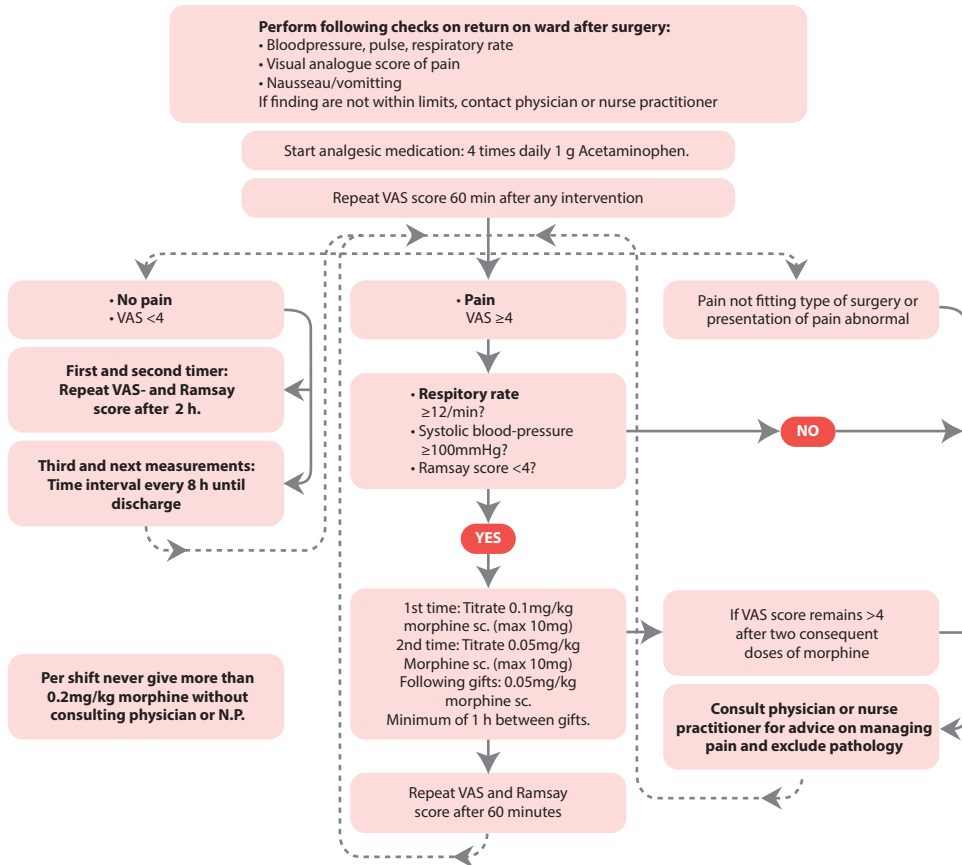 Perform following checks on return on ward after surgery:
• Bloodpressure, pulse, respiratory rate
• Visual analogue score of pain
• Nausseau/vomitting
If finding are not within limits, contact physician or nurse practitioner
Start analgesic medication: 4 times daily 1 g Acetaminophen.
Repeat VAS score 60 min after any intervention
• No pain
• VAS <4
• Pain
VAS ≥4
Pain not fitting type of surgery or
presentation of pain abnormal
First and second timer:
Repeat VAS- and Ramsay
score after 2 h.
• Respitory rate
≥12/min?
• Systolic blood-pressure
≥100mmHg?
• Ramsay score <4?
NO
Third and next measurements:
Time interval every 8 h until
discharge
YES
1st time: Titrate 0.1mg/kg
morphine sc. (max 10mg)
2nd time: Titrate 0.05mg/kg
Morphine sc. (max 10mg)
Following gifts: 0.05mg/kg
morphine sc.
Minimum of 1 h between gifts.
If VAS score remains >4
after two consequent
doses of morphine
Per shift never give more than
0.2mg/kg morphine without
consulting physician or N.P.
Consult physician or nurse
practitioner for advice on managing
pain and exclude pathology
Repeat VAS and Ramsay
score after 60 minutes